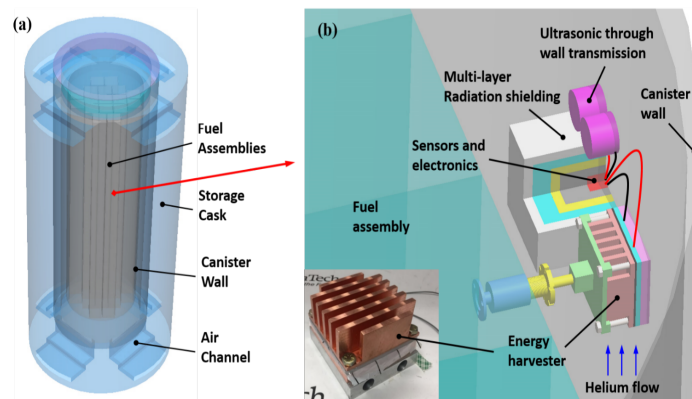 (a)
Fuel
Assemblies
Storage
Cask
Canister
Wall
Air
Channel
(b)
Ultrasonic through
wall transmission
Multi-layer
Radiation shielding
Canister
wall
Sensors and
electronics
Fuel
assembly
Energy
harvester
Helium flow